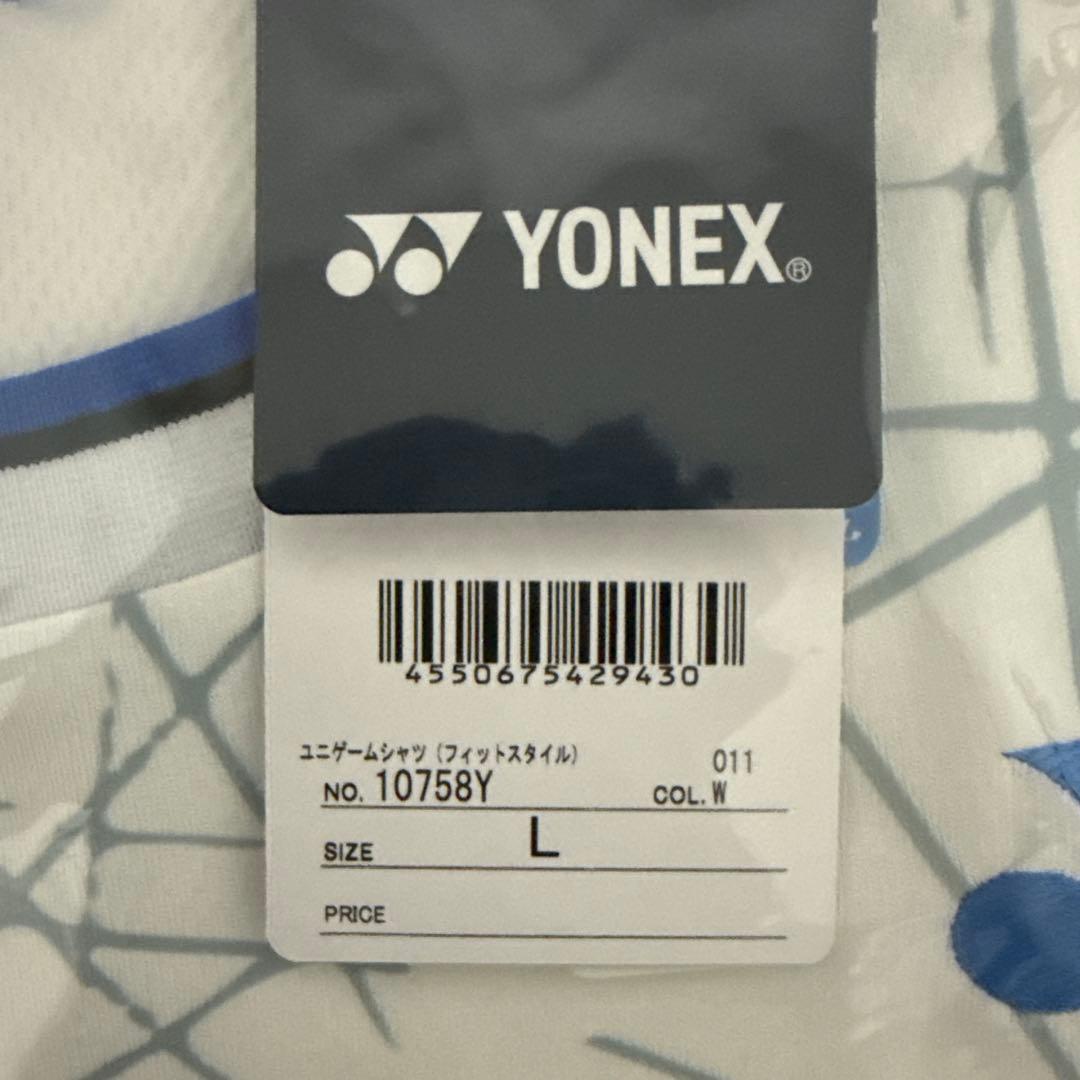 YONEX®
4550675429430
ユニゲームシャツ(フィットスタイル)
011
NO. 10758Y COL. W
SIZE L
PRICE